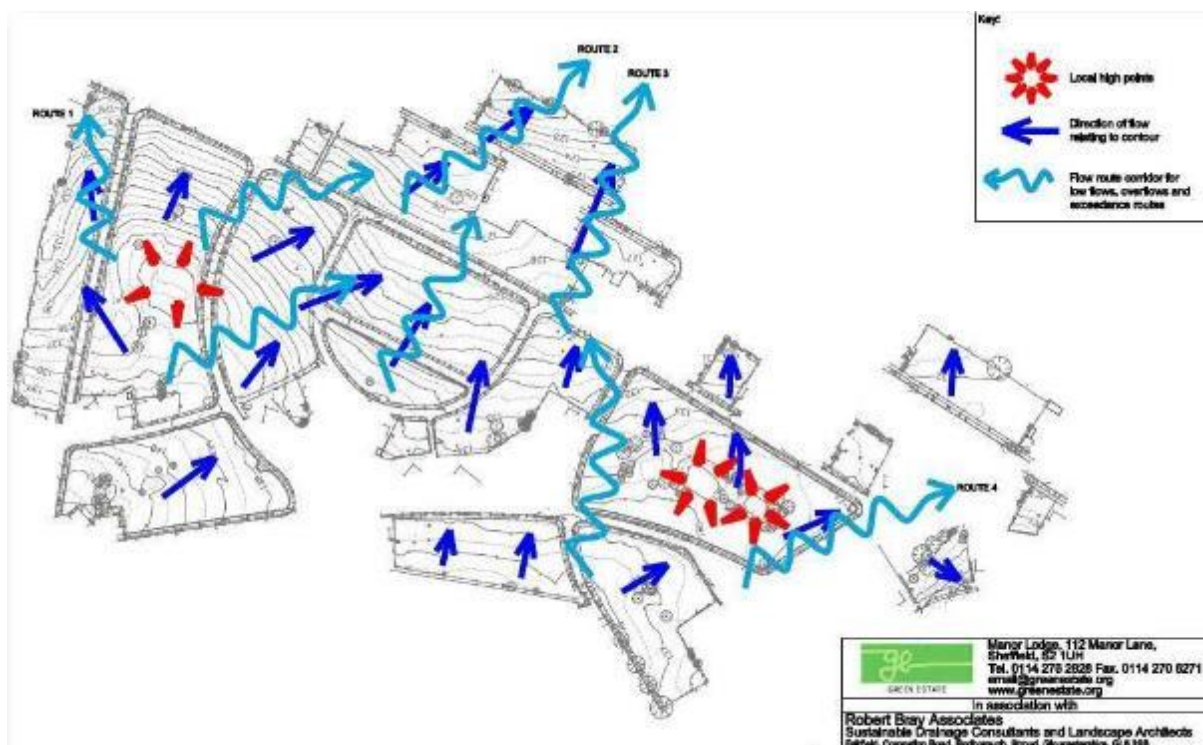 Key:
Local high points
Direction of flow
relating to contour
Flow route corridor for
low flows, overflows and
exceedance routes
ROUTE 1
ROUTE 2
ROUTE 3
ROUTE 4
ge
GREEN ESTATE
Manor Lodge, 112 Manor Lane,
Sheffield, S2 1UH
Tel. 0114 276 2828 Fax. 0114 270 6271
email@greenestate.org
www.greenestate.org
in association with
Robert Bray Associates
Sustainable Drainage Consultants and Landscape Architects